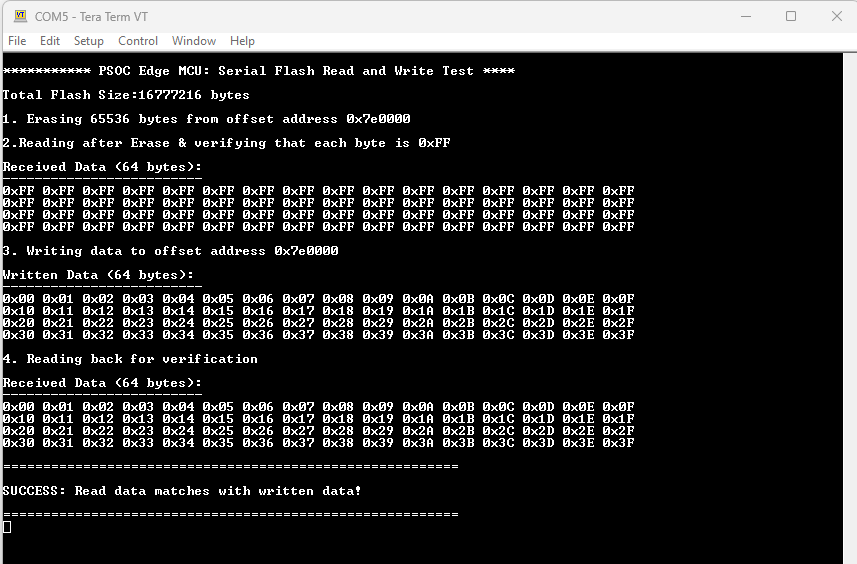 COM5 - Tera Term VT
File Edit Setup Control Window Help
*********** PSOC Edge MCU: Serial Flash Read and Write Test ****
Total Flash Size:16777216 bytes
1. Erasing 65536 bytes from offset address 0x7e0000
2.Reading after Erase & verifying that each byte is 0xFF
Received Data (64 bytes):
-------------------------
0xFF 0xFF 0xFF 0xFF 0xFF 0xFF 0xFF 0xFF 0xFF 0xFF 0xFF 0xFF 0xFF 0xFF 0xFF 0xFF
0xFF 0xFF 0xFF 0xFF 0xFF 0xFF 0xFF 0xFF 0xFF 0xFF 0xFF 0xFF 0xFF 0xFF 0xFF 0xFF
0xFF 0xFF 0xFF 0xFF 0xFF 0xFF 0xFF 0xFF 0xFF 0xFF 0xFF 0xFF 0xFF 0xFF 0xFF 0xFF
0xFF 0xFF 0xFF 0xFF 0xFF 0xFF 0xFF 0xFF 0xFF 0xFF 0xFF 0xFF 0xFF 0xFF 0xFF 0xFF
3. Writing data to offset address 0x7e0000
Written Data (64 bytes):
-------------------------
0x00 0x01 0x02 0x03 0x04 0x05 0x06 0x07 0x08 0x09 0x0A 0x0B 0x0C 0x0D 0x0E 0x0F
0x10 0x11 0x12 0x13 0x14 0x15 0x16 0x17 0x18 0x19 0x1A 0x1B 0x1C 0x1D 0x1E 0x1F
0x20 0x21 0x22 0x23 0x24 0x25 0x26 0x27 0x28 0x29 0x2A 0x2B 0x2C 0x2D 0x2E 0x2F
0x30 0x31 0x32 0x33 0x34 0x35 0x36 0x37 0x38 0x39 0x3A 0x3B 0x3C 0x3D 0x3E 0x3F
4. Reading back for verification
Received Data (64 bytes):
-------------------------
0x00 0x01 0x02 0x03 0x04 0x05 0x06 0x07 0x08 0x09 0x0A 0x0B 0x0C 0x0D 0x0E 0x0F
0x10 0x11 0x12 0x13 0x14 0x15 0x16 0x17 0x18 0x19 0x1A 0x1B 0x1C 0x1D 0x1E 0x1F
0x20 0x21 0x22 0x23 0x24 0x25 0x26 0x27 0x28 0x29 0x2A 0x2B 0x2C 0x2D 0x2E 0x2F
0x30 0x31 0x32 0x33 0x34 0x35 0x36 0x37 0x38 0x39 0x3A 0x3B 0x3C 0x3D 0x3E 0x3F
=========================================================
SUCCESS: Read data matches with written data!
=========================================================